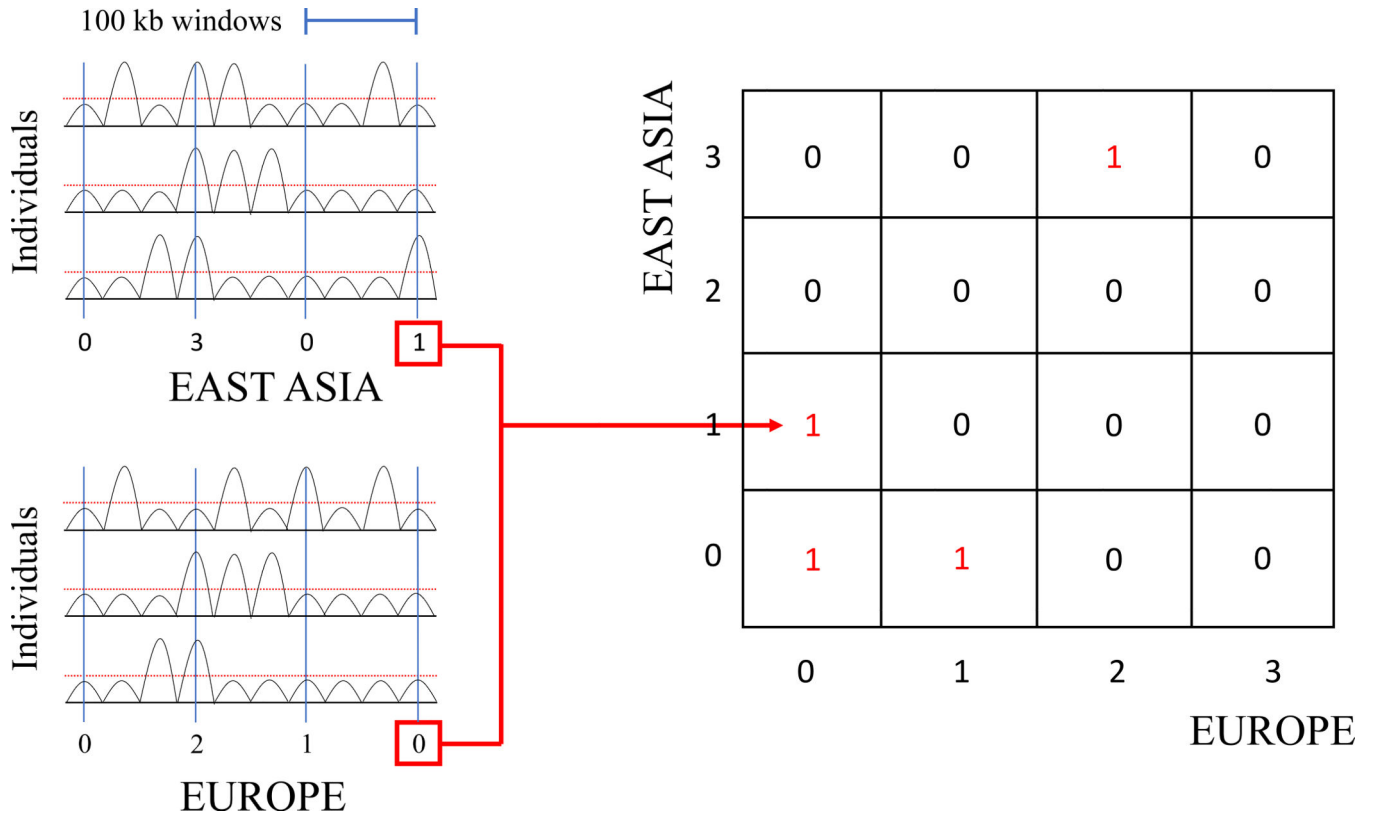 100 kb windows
Individuals
0 3 0 1
EAST ASIA
Individuals
0 2 1 0
EUROPE
EAST ASIA
3 0 0 1 0
2 0 0 0 0
1 1 0 0 0
0 1 1 0 0
0 1 2 3
EUROPE